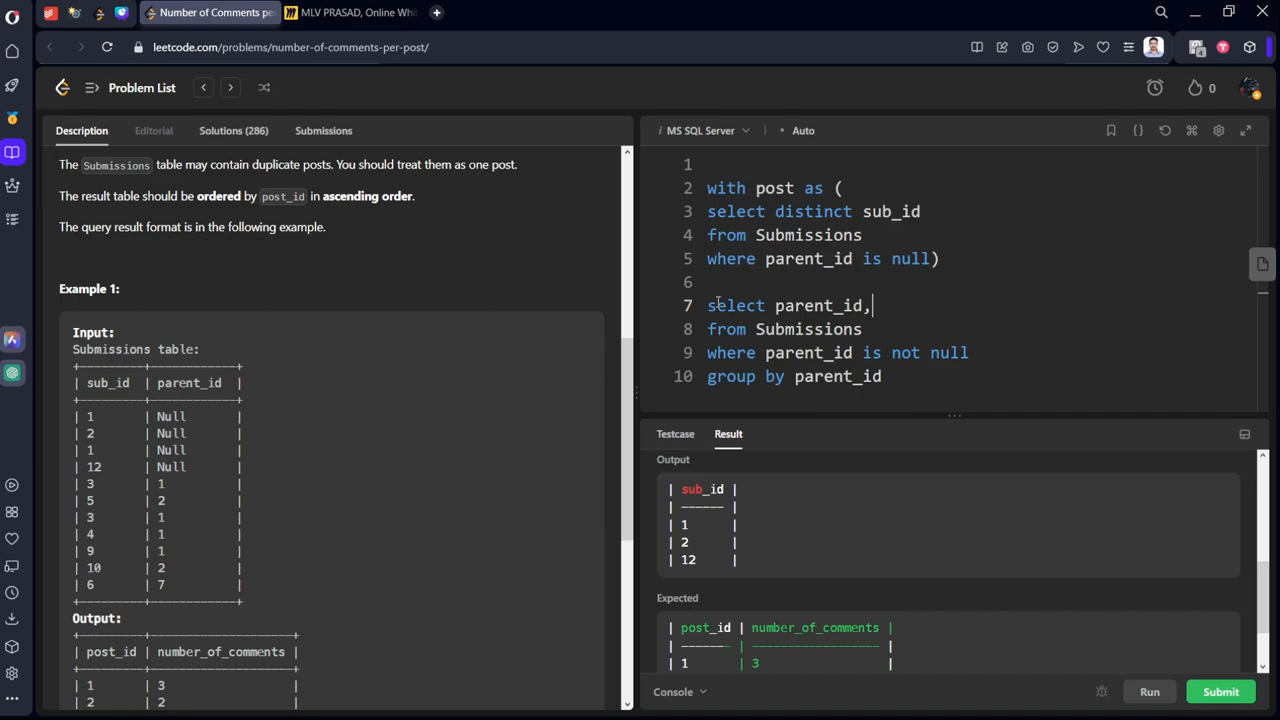 Number of Comments per
MLV PRASAD, Online Whit
leetcode.com/problems/number-of-comments-per-post/
4
Problem List
0
Description
Editorial
Solutions (286)
Submissions
The Submissions table may contain duplicate posts. You should treat them as one post.
The result table should be ordered by post_id in ascending order.
The query result format is in the following example.
Example 1:
Input:
Submissions table:
+---------+------------+
| sub_id | parent_id |
+---------+------------+
| 1 | Null |
| 2 | Null |
| 1 | Null |
| 12 | Null |
| 3 | 1 |
| 5 | 2 |
| 3 | 1 |
| 4 | 1 |
| 9 | 1 |
| 10 | 2 |
| 6 | 7 |
+---------+------------+
Output:
+---------+--------------------+
| post_id | number_of_comments |
+---------+--------------------+
| 1 | 3 |
| 2 | 2 |
i MS SQL Server
• Auto
1
2 with post as (
3 select distinct sub_id
4 from Submissions
5 where parent_id is null)
6
7 select parent_id,
8 from Submissions
9 where parent_id is not null
10 group by parent_id
Testcase
Result
Output
| sub_id |
| ------ |
| 1 |
| 2 |
| 12 |
Expected
| post_id | number_of_comments |
| ------- | ------------------ |
| 1 | 3 |
Console
Run
Submit